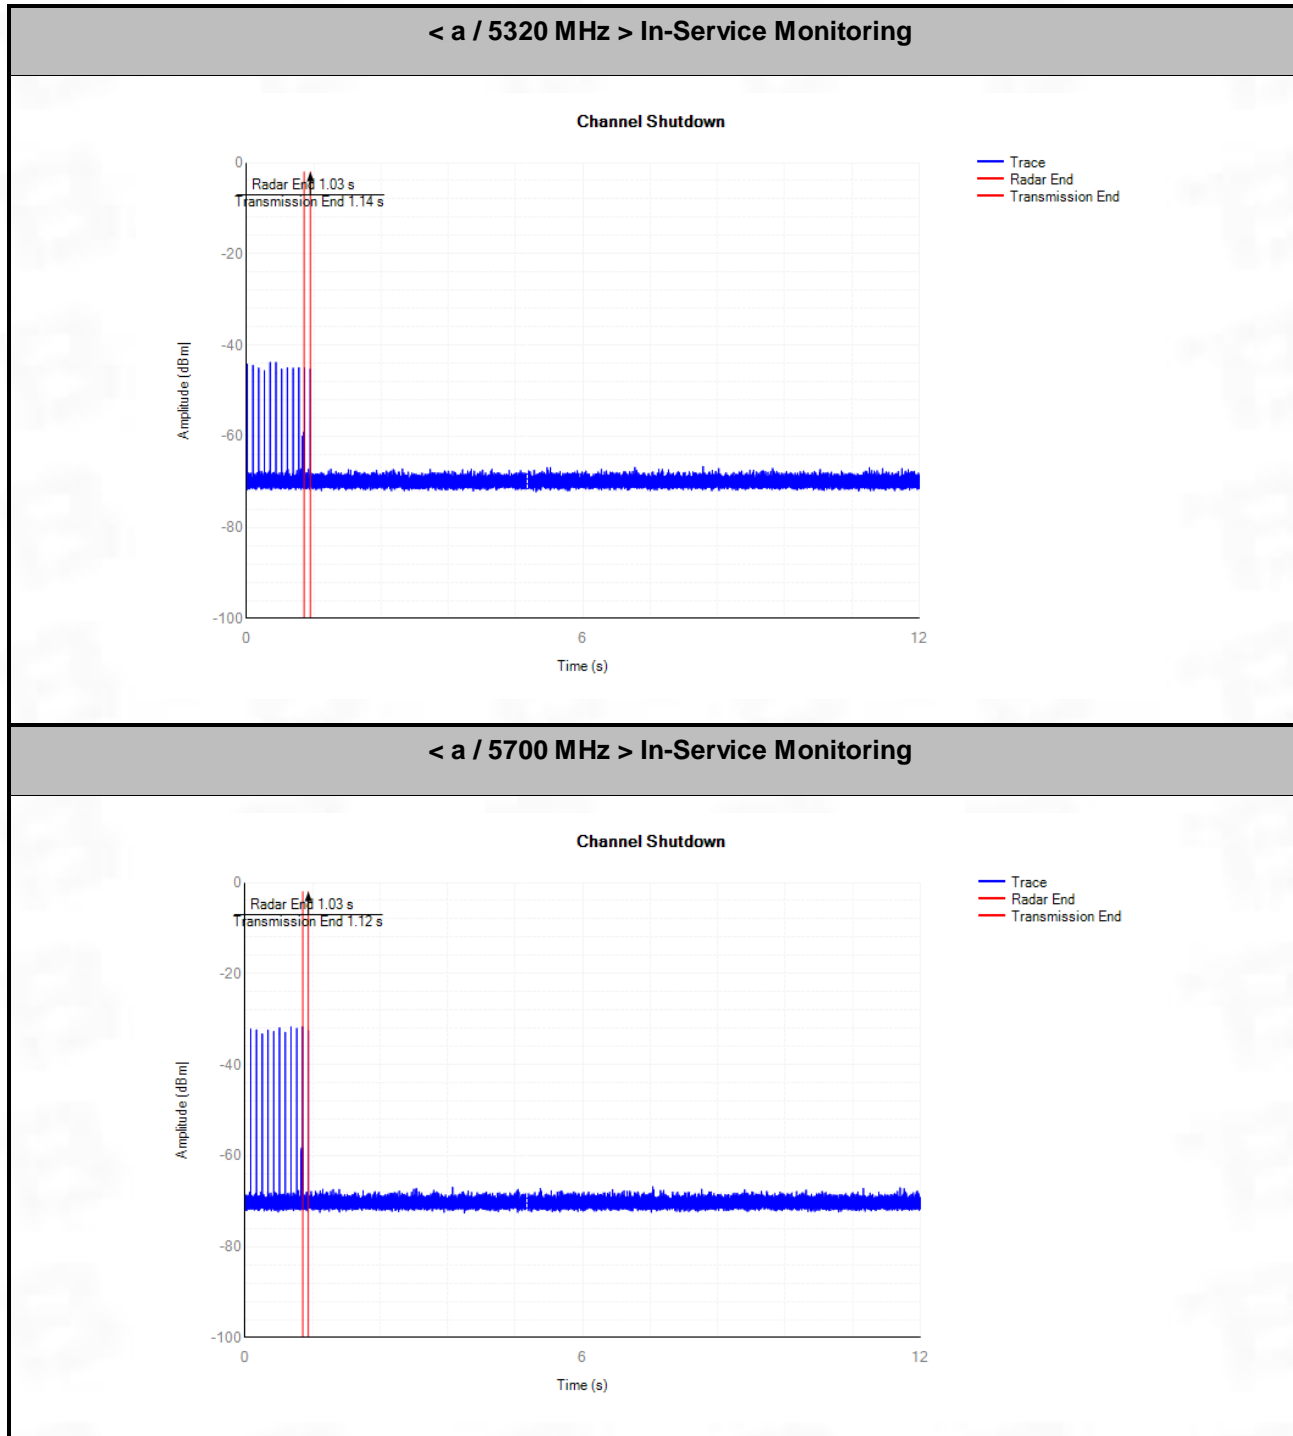 < a / 5320 MHz > In-Service Monitoring
Channel Shutdown
0
-20
-40
-60
-80
-100
Amplitude (dBm)
Radar End 1.03 s
Transmission End 1.14 s
Trace
Radar End
Transmission End
0 6 12
Time (s)
< a / 5700 MHz > In-Service Monitoring
Channel Shutdown
0
-20
-40
-60
-80
-100
Amplitude (dBm)
Radar End 1.03 s
Transmission End 1.12 s
Trace
Radar End
Transmission End
0 6 12
Time (s)